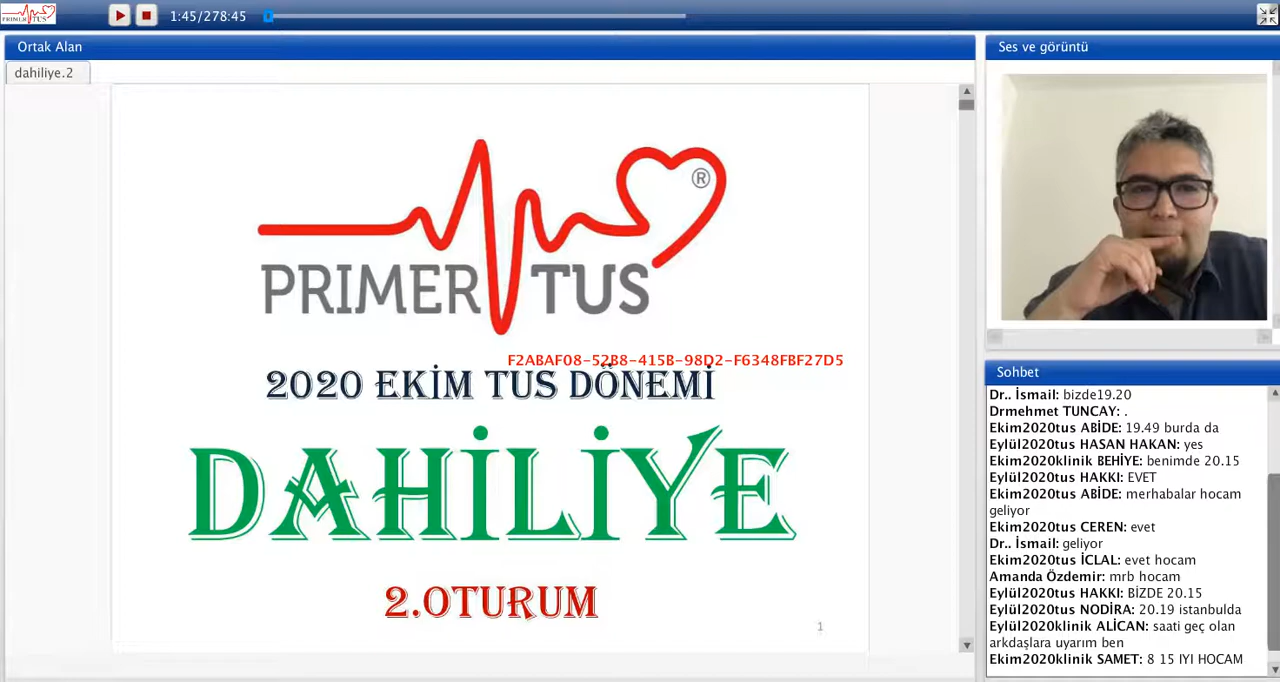 PRIMER TUS
1:45/278:45
Ortak Alan
dahiliye.2
PRIMER TUS
®
F2ABAF08-52B8-415B-98D2-F6348FBF27D5
2020 EKİM TUS DÖNEMİ
DAHİLİYE
2.OTURUM
1
Ses ve görüntü
Sohbet
Dr.. İsmail: bizde19.20
Drmehmet TUNCAY: .
Ekim2020tus ABİDE: 19.49 burda da
Eylül2020tus HASAN HAKAN: yes
Ekim2020klinik BEHİYE: benimde 20.15
Eylül2020tus HAKKI: EVET
Ekim2020tus ABİDE: merhabalar hocam
geliyor
Ekim2020tus CEREN: evet
Dr.. İsmail: geliyor
Ekim2020tus İCLAL: evet hocam
Amanda Özdemir: mrb hocam
Eylül2020tus HAKKI: BİZDE 20.15
Eylül2020tus NODİRA: 20.19 istanbulda
Eylül2020klinik ALİCAN: saati geç olan
arkdaşlara uyarım ben
Ekim2020klinik SAMET: 8 15 IYI HOCAM